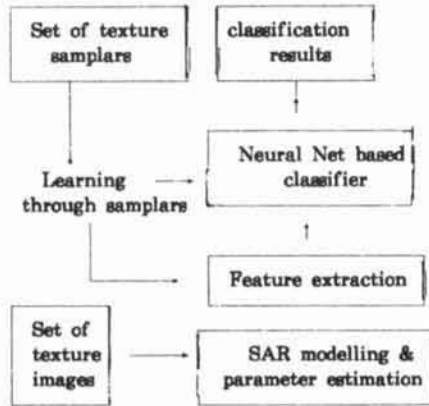 Set of texture
samplars
classification
results
Neural Net based
classifier
Learning
through samplars
Feature extraction
Set of
texture
images
SAR modelling &
parameter estimation